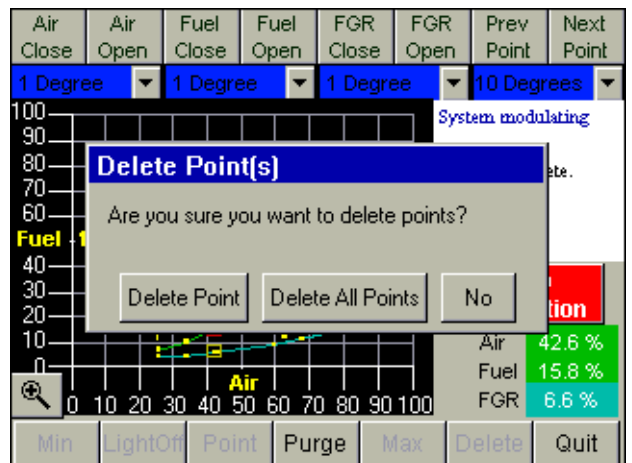 Air Air Fuel Fuel FGR FGR Prev Next
Close Open Close Open Close Open Point Point
1 Degree 1 Degree 1 Degree 10 Degrees
100
90
80
70
60
Fuel
40
30
20
10
0
System modulating
ete.
Delete Point(s)
Are you sure you want to delete points?
Delete Point Delete All Points No
tion
Air 42.6 %
Fuel 15.8 %
FGR 6.6 %
Air
0 10 20 30 40 50 60 70 80 90 100
Min LightOff Point Purge Max Delete Quit